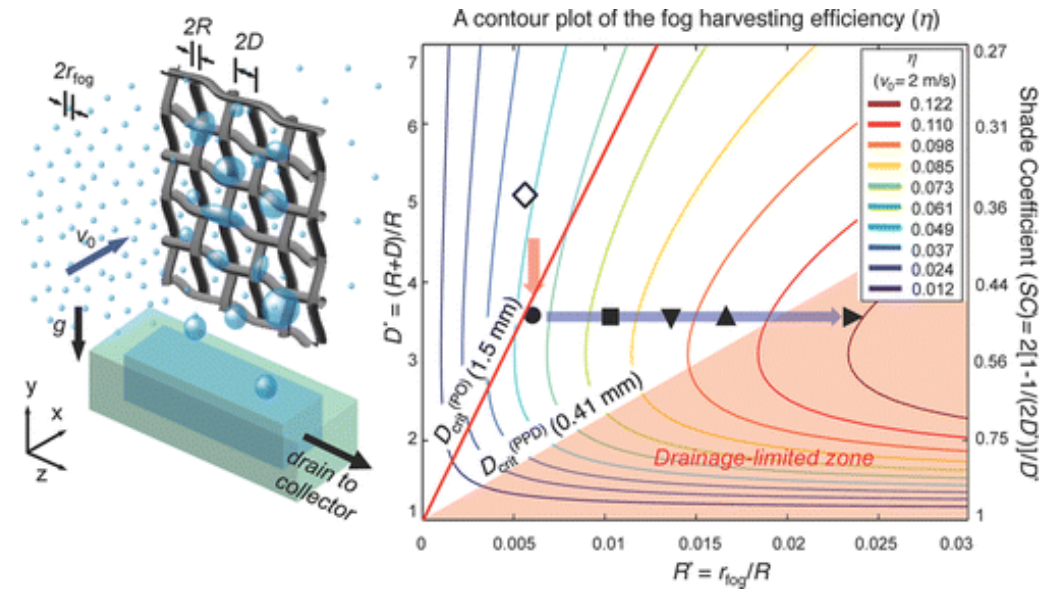 2R
2D
2r_fog
v₀
g
y
x
z
drain to
collector
A contour plot of the fog harvesting efficiency (η)
D* = (R+D)/R
7
6
5
4
3
2
1
η
(v₀= 2 m/s)
0.122
0.110
0.098
0.085
0.073
0.061
0.049
0.037
0.024
0.012
D_crit^(PO) (1.5 mm)
D_crit^(PPD) (0.41 mm)
Drainage-limited zone
0.27
0.31
0.36
0.44
0.56
0.75
1
Shade Coefficient (SC)= 2[1-1/(2D*)]/D*
0
0.005
0.01
0.015
0.02
0.025
0.03
R* = r_fog/R